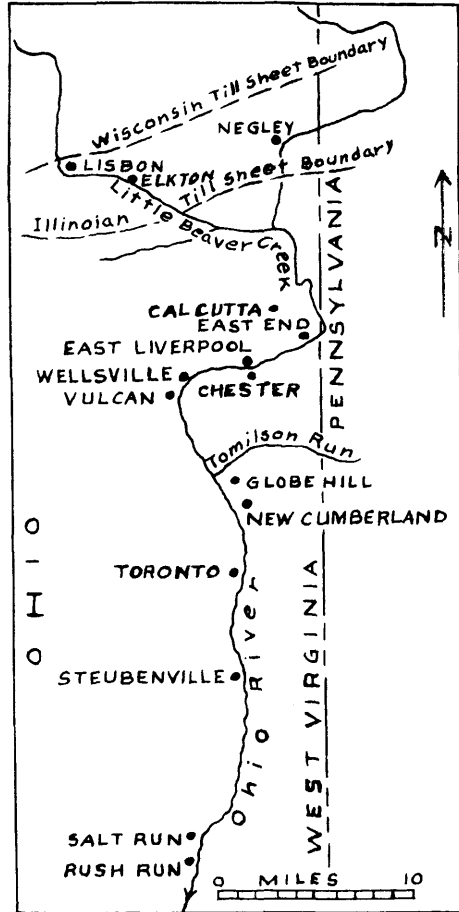 Wisconsin Till Sheet Boundary
NEGLEY
LISBON
ELKTON
Illinoian Till Sheet Boundary
Little Beaver Creek
N
CALCUTTA
EAST END
PENNSYLVANIA
EAST LIVERPOOL
WELLSVILLE
CHESTER
VULCAN
Tomilson Run
GLOBE HILL
NEW CUMBERLAND
OHIO
TORONTO
WEST VIRGINIA
STEUBENVILLE
Ohio River
SALT RUN
RUSH RUN
0 MILES 10